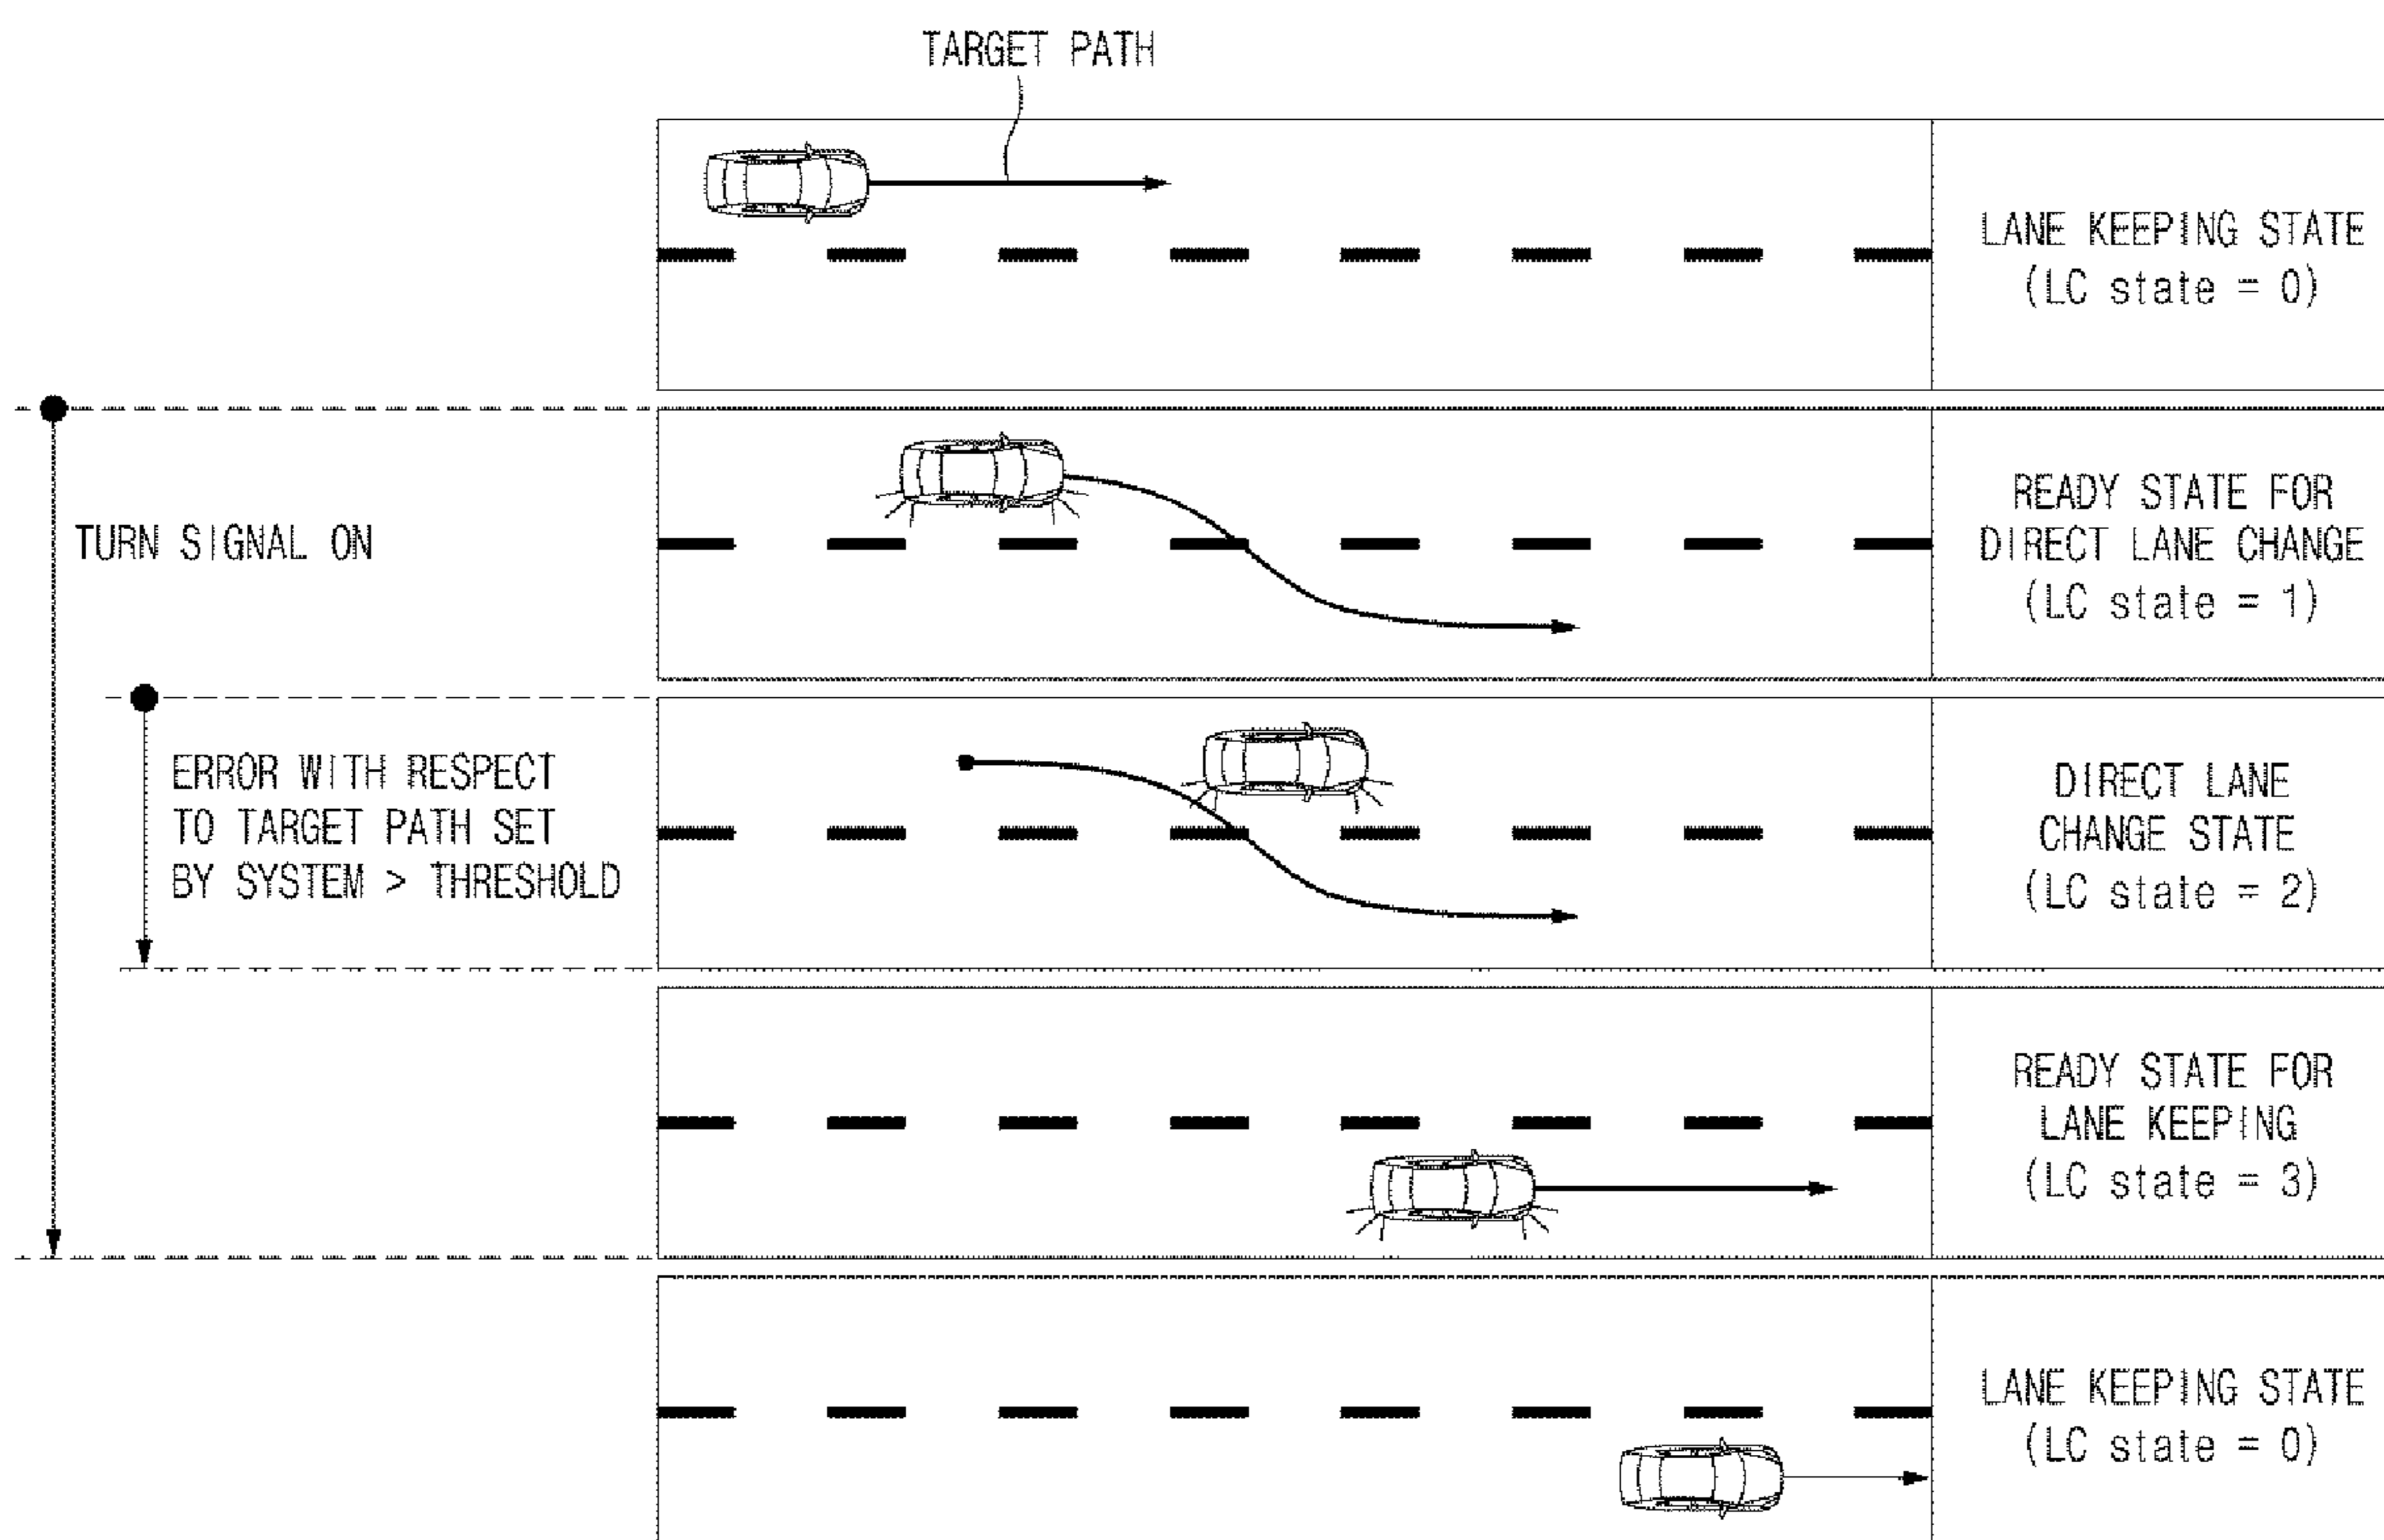 TARGET PATH
LANE KEEPING STATE
(LC state = 0)
TURN SIGNAL ON
READY STATE FOR
DIRECT LANE CHANGE
(LC state = 1)
ERROR WITH RESPECT
TO TARGET PATH SET
BY SYSTEM > THRESHOLD
DIRECT LANE
CHANGE STATE
(LC state = 2)
READY STATE FOR
LANE KEEPING
(LC state = 3)
LANE KEEPING STATE
(LC state = 0)